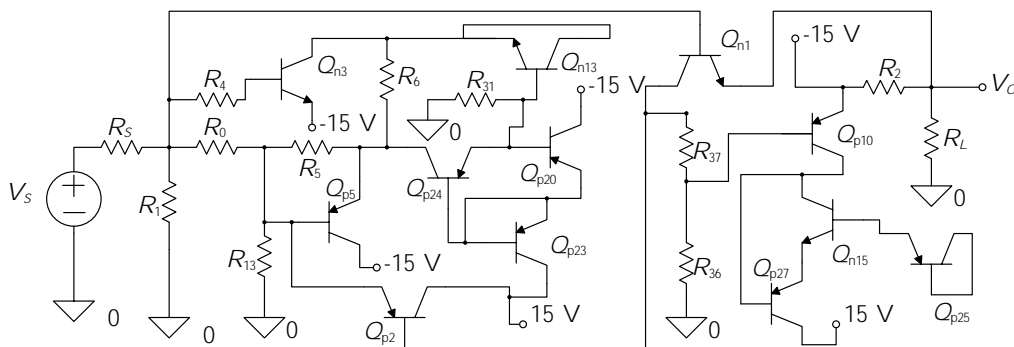 -15 V
Qn1
Qn3
R4
R6
R31
Qn13
-15 V
R2
VO
RS
R0
-15 V
0
R5
Qp20
R37
Qp10
RL
VS
R1
Qp5
Qp24
0
R13
-15 V
Qp23
R36
Qp27
Qn15
0
0
0
Qp2
15 V
0
15 V
Qp25